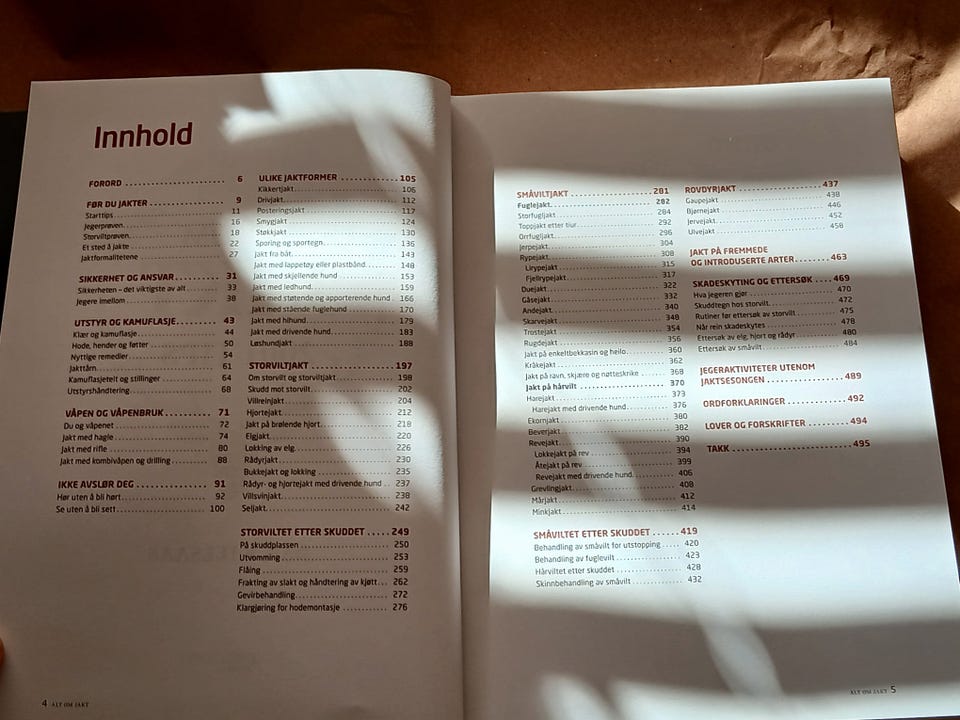 Innhold
FORORD 6
FØR DU JAKTER 9
Starttips 11
Jegerprøven 16
Storviltprøven 18
Et sted å jakte 22
Jaktformalitetene 27
SIKKERHET OG ANSVAR 31
Sikkerheten – det viktigste av alt 33
Jegere imellom 38
UTSTYR OG KAMUFLASJE 43
Klær og kamuflasje 44
Hode, hender og føtter 50
Nyttige remedier 54
Jakttårn 61
Kamuflasjetelt og stillinger 64
Utstyrshåndtering 68
VÅPEN OG VÅPENBRUK 71
Du og våpenet 72
Jakt med hagle 74
Jakt med rifle 80
Jakt med kombivåpen og drilling 88
IKKE AVSLØR DEG 91
Hør uten å bli hørt 92
Se uten å bli sett 100
ULIKE JAKTFORMER 105
Kikkertjakt 106
Drivjakt 112
Posteringsjakt 117
Smygjakt 124
Støkkjakt 130
Sporing og sportegn 136
Jakt fra båt 143
Jakt med lappetøy eller plastbånd 148
Jakt med skjellende hund 153
Jakt med ledhund 159
Jakt med støtende og apporterende hund 166
Jakt med stående fuglehund 170
Jakt med hihund 179
Jakt med drivende hund 183
Løshundjakt 188
STORVILTJAKT 197
Om storvilt og storviltjakt 198
Skudd mot storvilt 202
Villreinjakt 204
Hjortejakt 212
Jakt på brølende hjort 218
Elgjakt 220
Lokking av elg 226
Rådyrjakt 230
Bukkejakt og lokking 235
Rådyr- og hjortejakt med drivende hund 237
Villsvinjakt 238
Seljakt 242
STORVILTET ETTER SKUDDET 249
På skuddplassen 250
Utvomming 253
Flåing 259
Frakting av slakt og håndtering av kjøtt 262
Gevirbehandling 272
Klargjøring for hodemontasje 276
4 ALT OM JAKT
SMÅVILTJAKT 281
Fuglejakt 282
Storfugljakt 284
Toppjakt etter tiur 292
Orrfugljakt 296
Jerpejakt 304
Rypejakt 308
Lirypejakt 315
Fjellrypejakt 317
Duejakt 322
Gåsejakt 332
Andejakt 340
Skarvejakt 348
Trostejakt 354
Rugdejakt 356
Jakt på enkeltbekkasin og heilo 360
Kråkejakt 362
Jakt på ravn, skjære og nøtteskrike 368
Jakt på hårvilt 370
Harejakt 373
Harejakt med drivende hund 376
Ekornjakt 380
Beverjakt 382
Revejakt 390
Lokkejakt på rev 394
Åtejakt på rev 399
Revejakt med drivende hund 406
Grevlingjakt 408
Mårjakt 412
Minkjakt 414
SMÅVILTET ETTER SKUDDET 419
Behandling av småvilt for utstopping 420
Behandling av fuglevilt 423
Hårviltet etter skuddet 428
Skinnbehandling av småvilt 432
ROVDYRJAKT 437
Gaupejakt 438
Bjørnejakt 446
Jervejakt 452
Ulvejakt 458
JAKT PÅ FREMMEDE
OG INTRODUSERTE ARTER 463
SKADESKYTING OG ETTERSØK 469
Hva jegeren gjør 470
Skuddtegn hos storvilt 472
Rutiner før ettersøk av storvilt 475
Når rein skadeskytes 478
Ettersøk av elg, hjort og rådyr 480
Ettersøk av småvilt 484
JEGERAKTIVITETER UTENOM
JAKTSESONGEN 489
ORDFORKLARINGER 492
LOVER OG FORSKRIFTER 494
TAKK 495
ALT OM JAKT 5